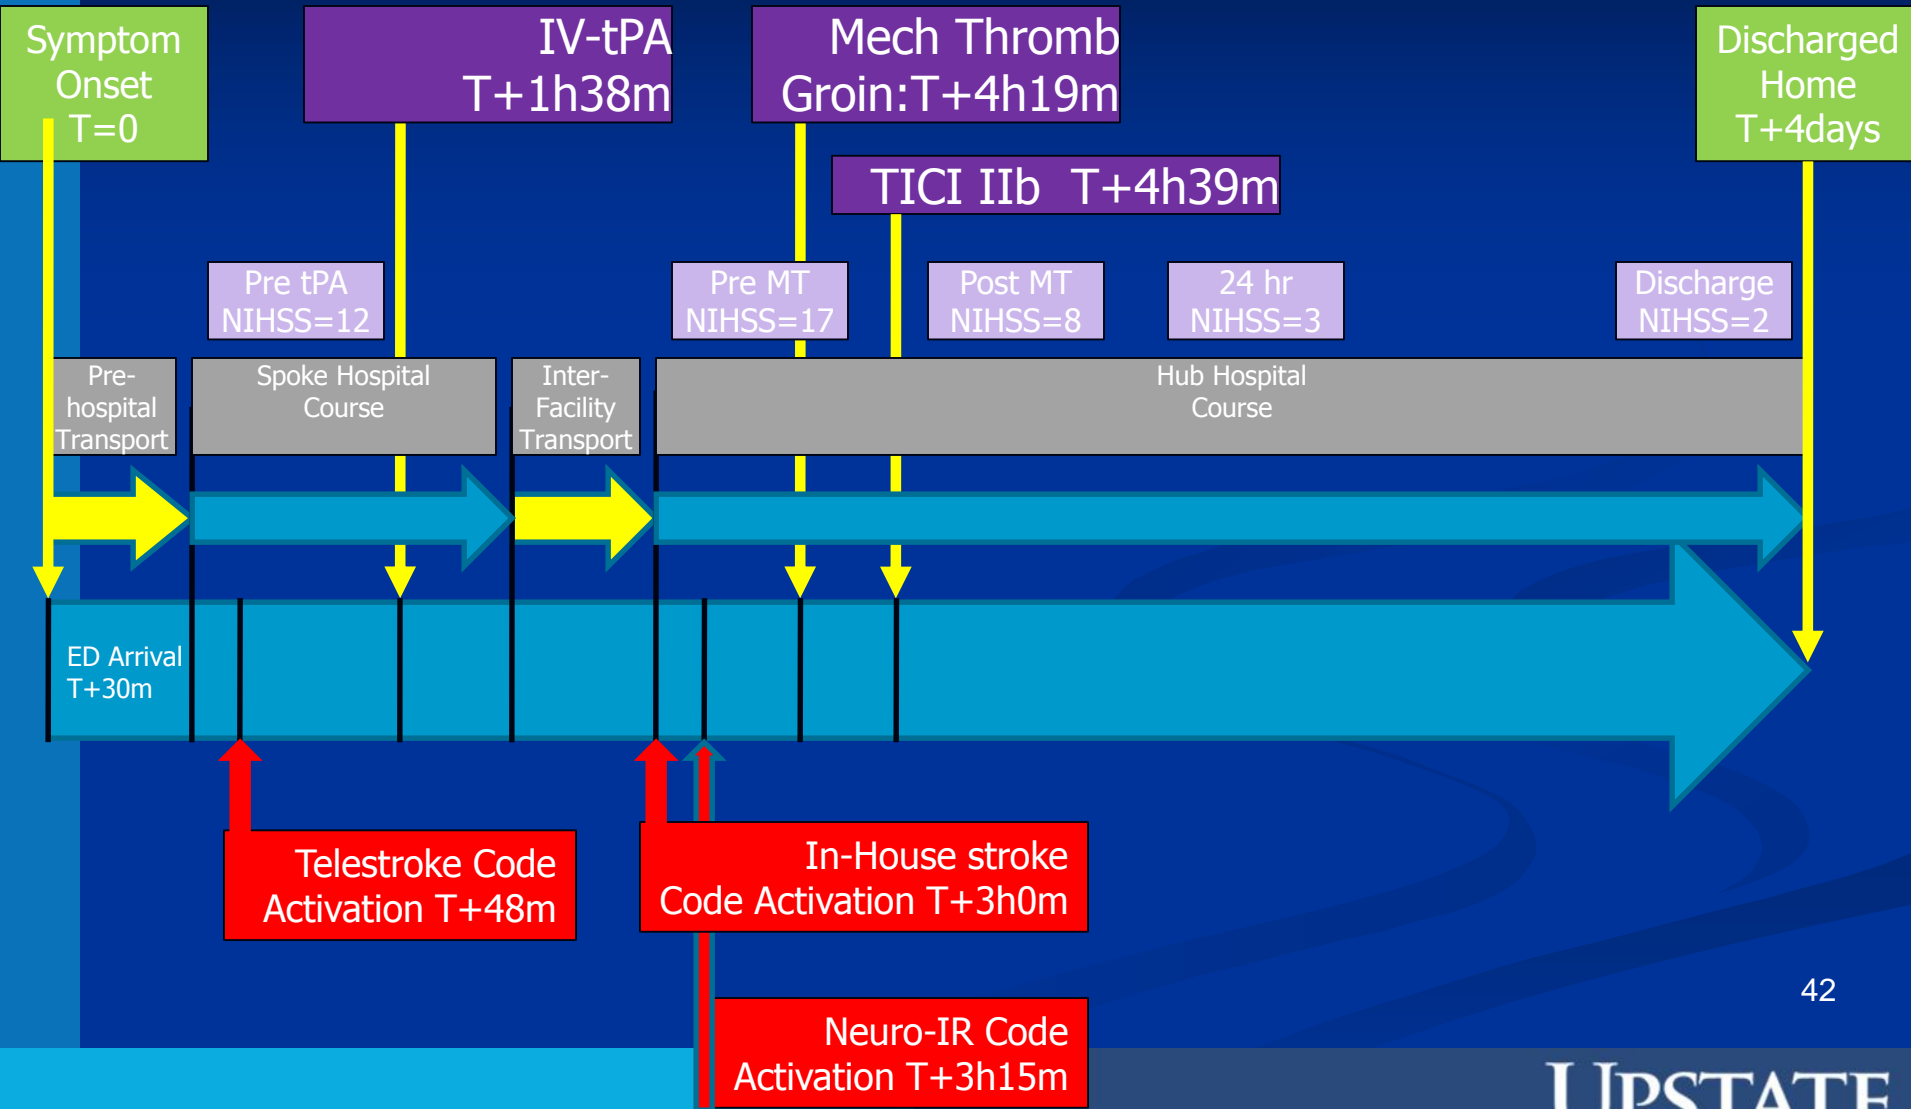 Symptom
Onset
T=0
IV-tPA
T+1h38m
Mech Thromb
Groin:T+4h19m
Discharged
Home
T+4days
TICI IIb T+4h39m
Pre tPA
NIHSS=12
Pre MT
NIHSS=17
Post MT
NIHSS=8
24 hr
NIHSS=3
Discharge
NIHSS=2
Pre-
hospital
Transport
Spoke Hospital
Course
Inter-
Facility
Transport
Hub Hospital
Course
ED Arrival
T+30m
Telestroke Code
Activation T+48m
In-House stroke
Code Activation T+3h0m
Neuro-IR Code
Activation T+3h15m
42
UPSTATE